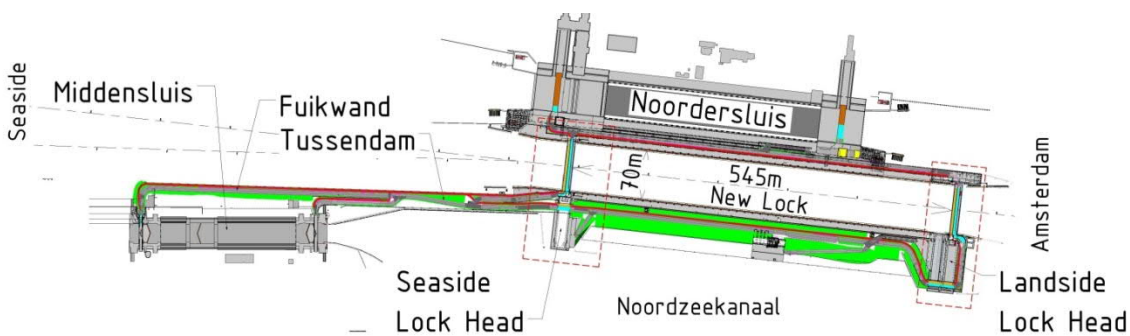 Seaside
Middensluis
Fuikwand
Tussendam
Noordersluis
70m
545m
New Lock
Amsterdam
Seaside
Lock Head
Noordzeekanaal
Landside
Lock Head